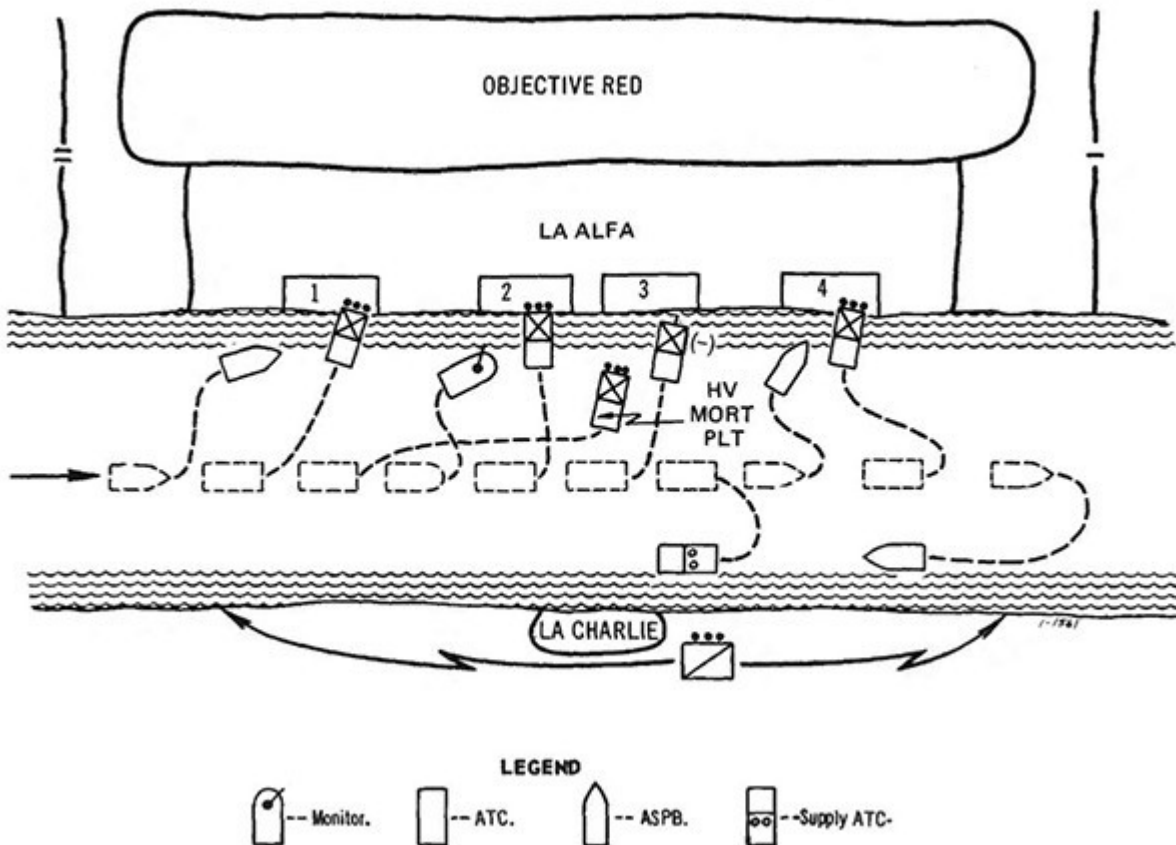 OBJECTIVE RED
LA ALFA
1 2 3 4
(-)
HV
MORT
PLT
LA CHARLIE
1-1561
LEGEND
-- Monitor. -- ATC. -- ASPB. -- Supply ATC-